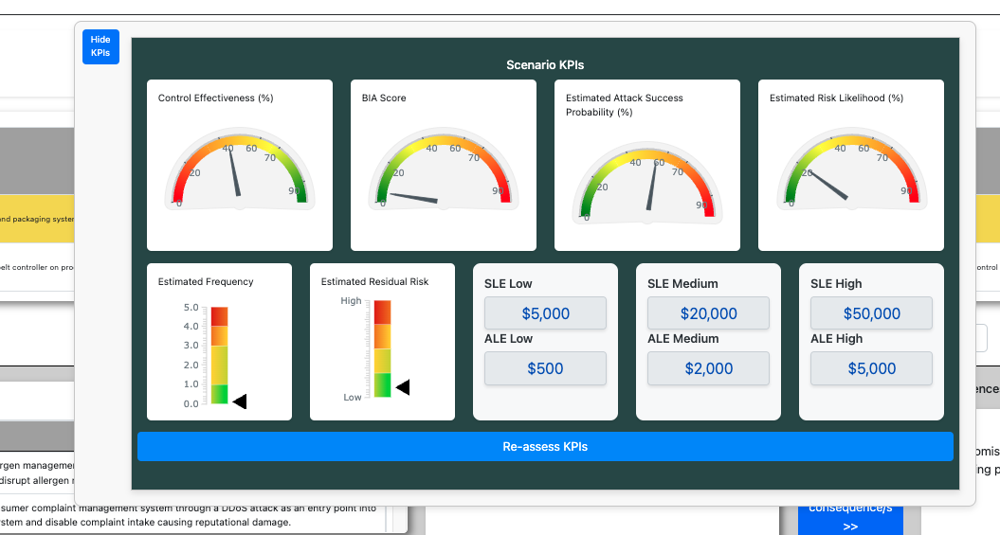 Hide
KPIs
Scenario KPIs
Control Effectiveness (%)
0
20
40
60
70
90
BIA Score
0
20
40
60
70
90
Estimated Attack Success
Probability (%)
0
20
40
60
70
90
Estimated Risk Likelihood (%)
0
20
40
60
70
90
and packaging system
elt controller on pro
ontrol
Estimated Frequency
5.0
4.0
3.0
2.0
1.0
0.0
Estimated Residual Risk
High
Low
SLE Low
$5,000
ALE Low
$500
SLE Medium
$20,000
ALE Medium
$2,000
SLE High
$50,000
ALE High
$5,000
Re-assess KPIs
ence
rgen manageme
disrupt allergen
omis
ng p
sumer complaint management system through a DDoS attack as an entry point into
stem and disable complaint intake causing reputational damage.
consequence/s
>>